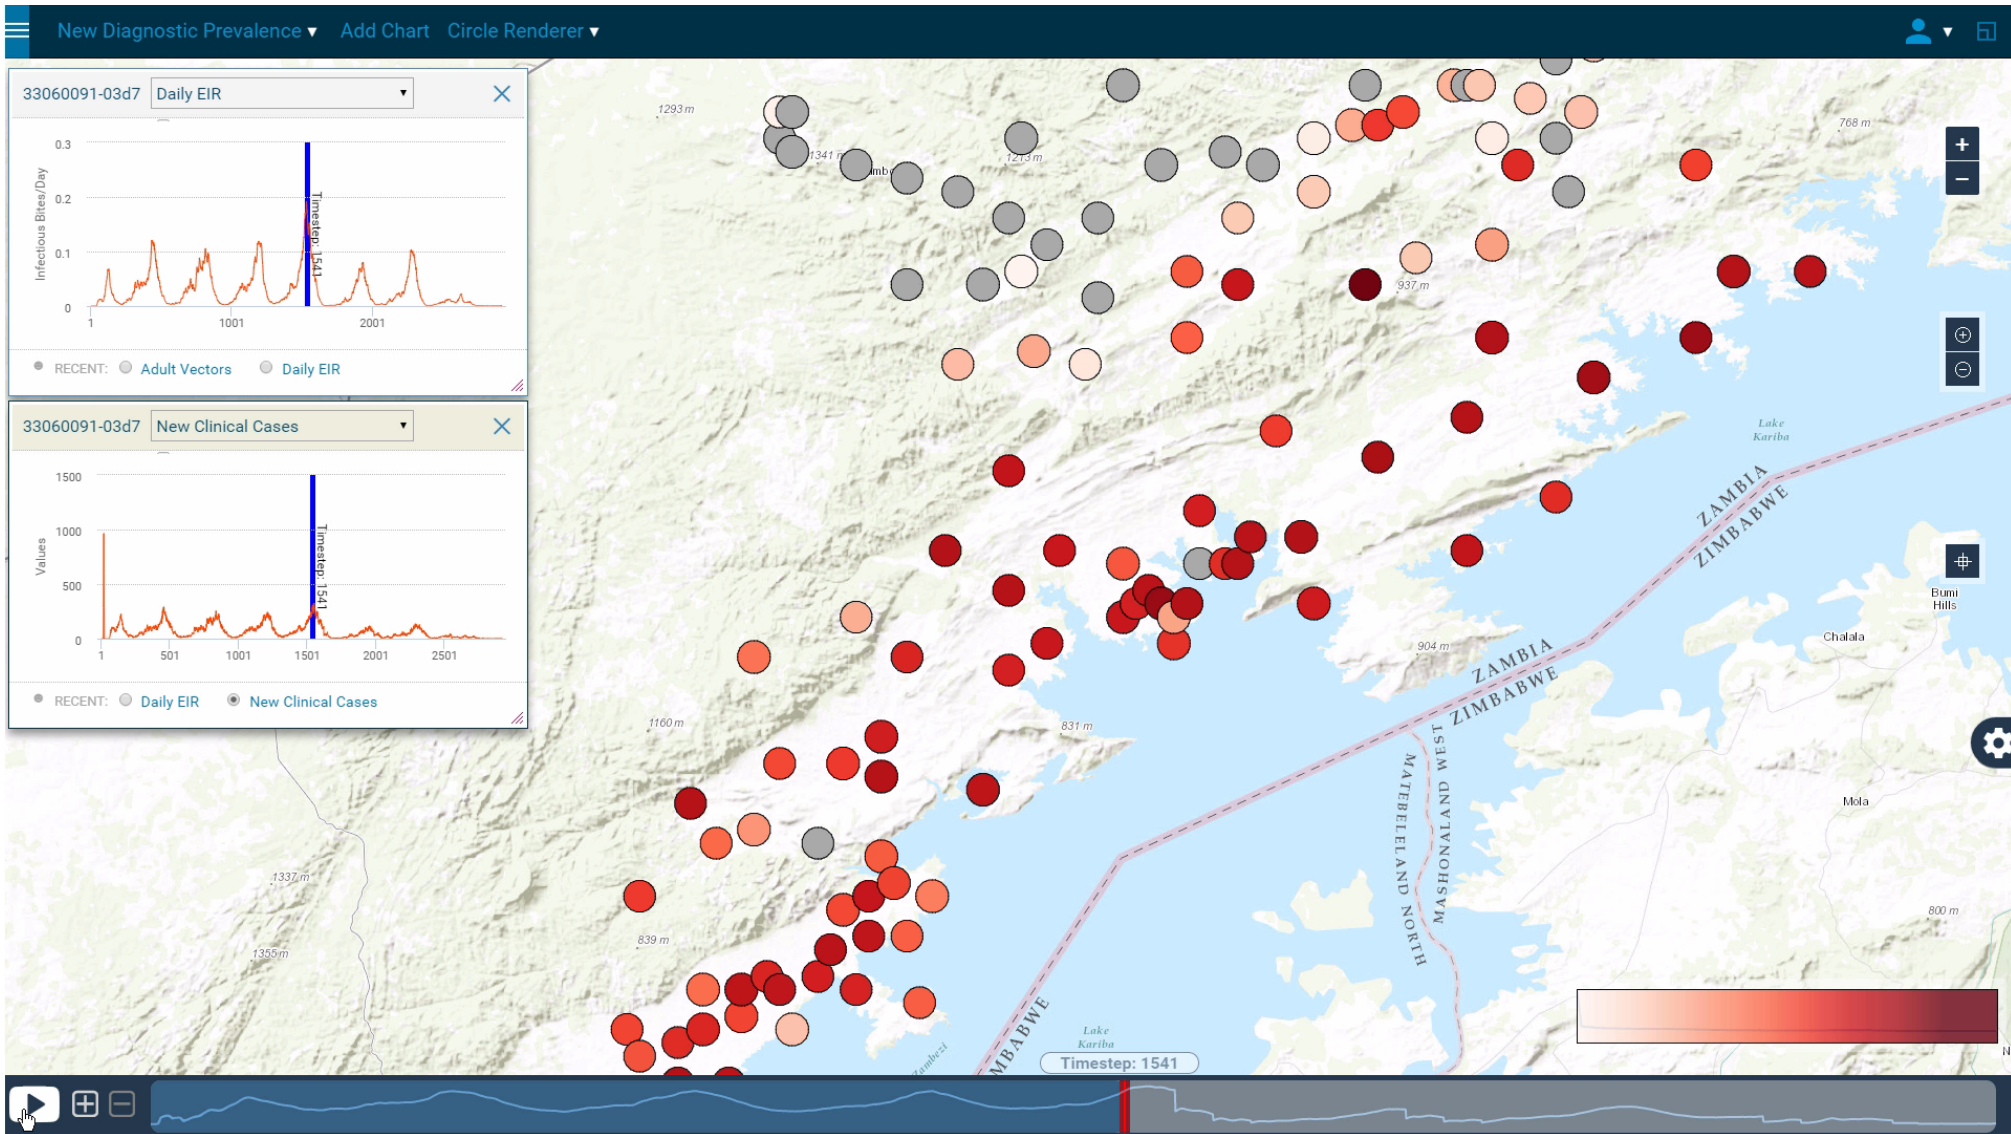 New Diagnostic Prevalence ▾ Add Chart Circle Renderer ▾
33060091-03d7 Daily EIR
Infectious Bites/Day
0.3
0.2
0.1
0
1 1001 2001
Timestep: 1541
RECENT: Adult Vectors Daily EIR
33060091-03d7 New Clinical Cases
Values
1500
1000
500
0
1 501 1001 1501 2001 2501
Timestep: 1541
RECENT: Daily EIR New Clinical Cases
1293 m
768 m
1341 m
1213 m
937 m
Lake
Kariba
ZAMBIA
ZIMBABWE
Bumi
Hills
Chalala
904 m
ZAMBIA
ZIMBABWE
1160 m
831 m
MATEBELELAND NORTH
MASHONALAND WEST
Mola
1337 m
839 m
1355 m
800 m
MBABWE
Lake
Kariba
Zambezi
Timestep: 1541
+
−